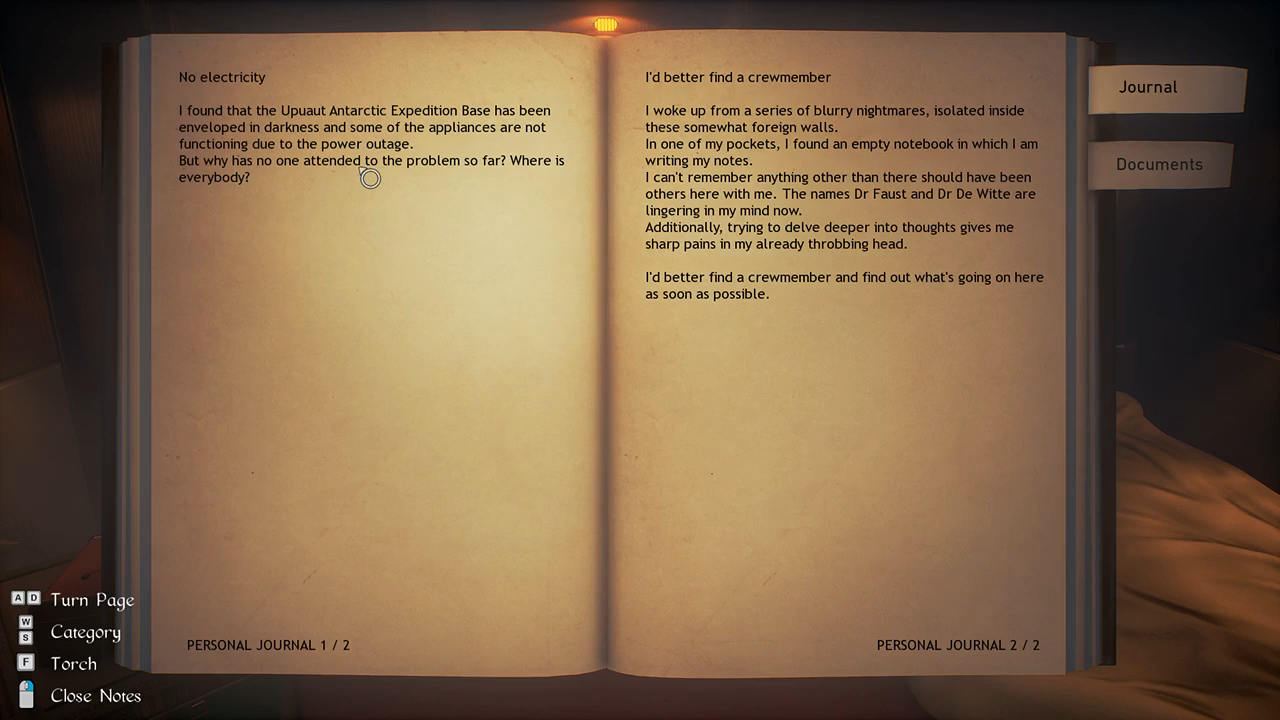 No electricity
I found that the Upuaut Antarctic Expedition Base has been
enveloped in darkness and some of the appliances are not
functioning due to the power outage.
But why has no one attended to the problem so far? Where is
everybody?
PERSONAL JOURNAL 1 / 2
I'd better find a crewmember
I woke up from a series of blurry nightmares, isolated inside
these somewhat foreign walls.
In one of my pockets, I found an empty notebook in which I am
writing my notes.
I can't remember anything other than there should have been
others here with me. The names Dr Faust and Dr De Witte are
lingering in my mind now.
Additionally, trying to delve deeper into thoughts gives me
sharp pains in my already throbbing head.
I'd better find a crewmember and find out what's going on here
as soon as possible.
PERSONAL JOURNAL 2 / 2
Journal
Documents
A D Turn Page
W
S Category
F Torch
Close Notes